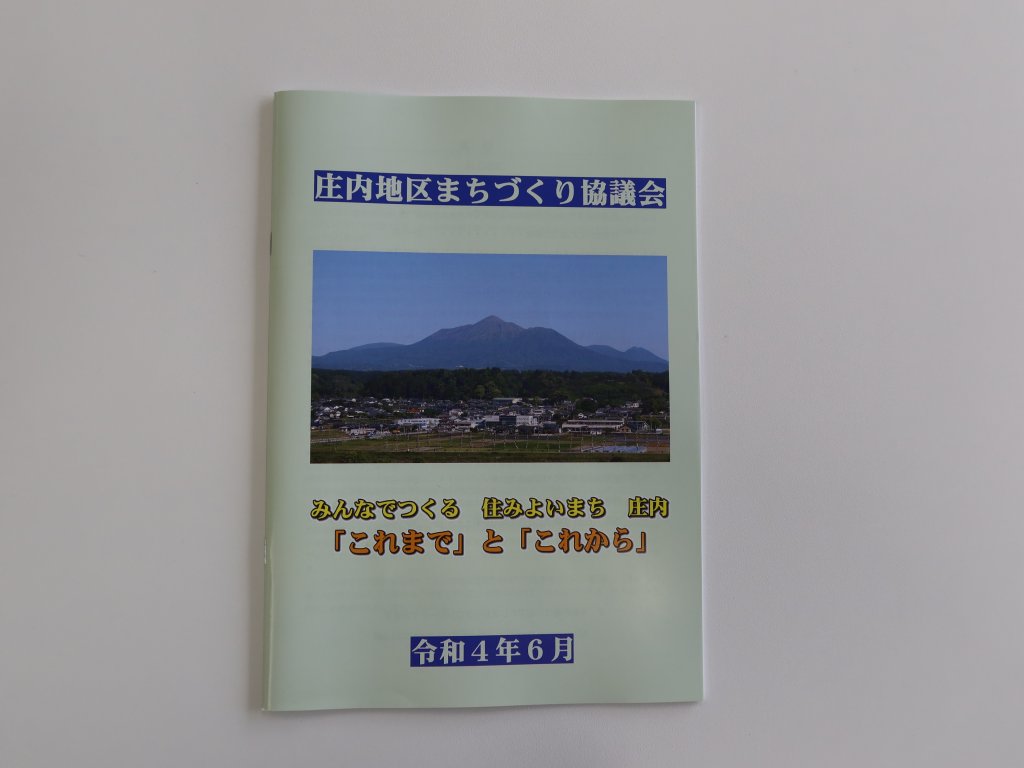 庄内地区まちづくり協議会
みんなでつくる　住みよいまち　庄内
「これまで」と「これから」
令和４年６月